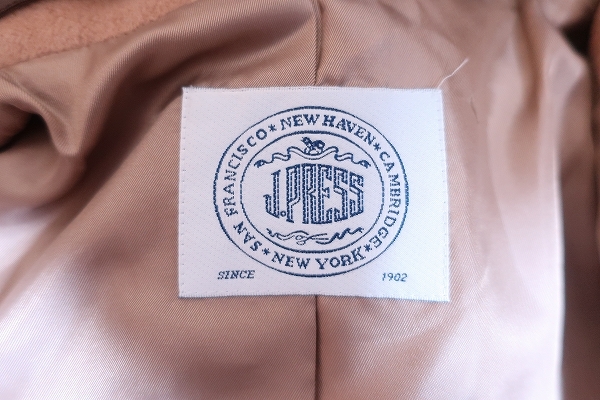 SAN FRANCISCO★NEW HAVEN★CAMBRIDGE★NEW YORK★
J.PRESS
SINCE 1902